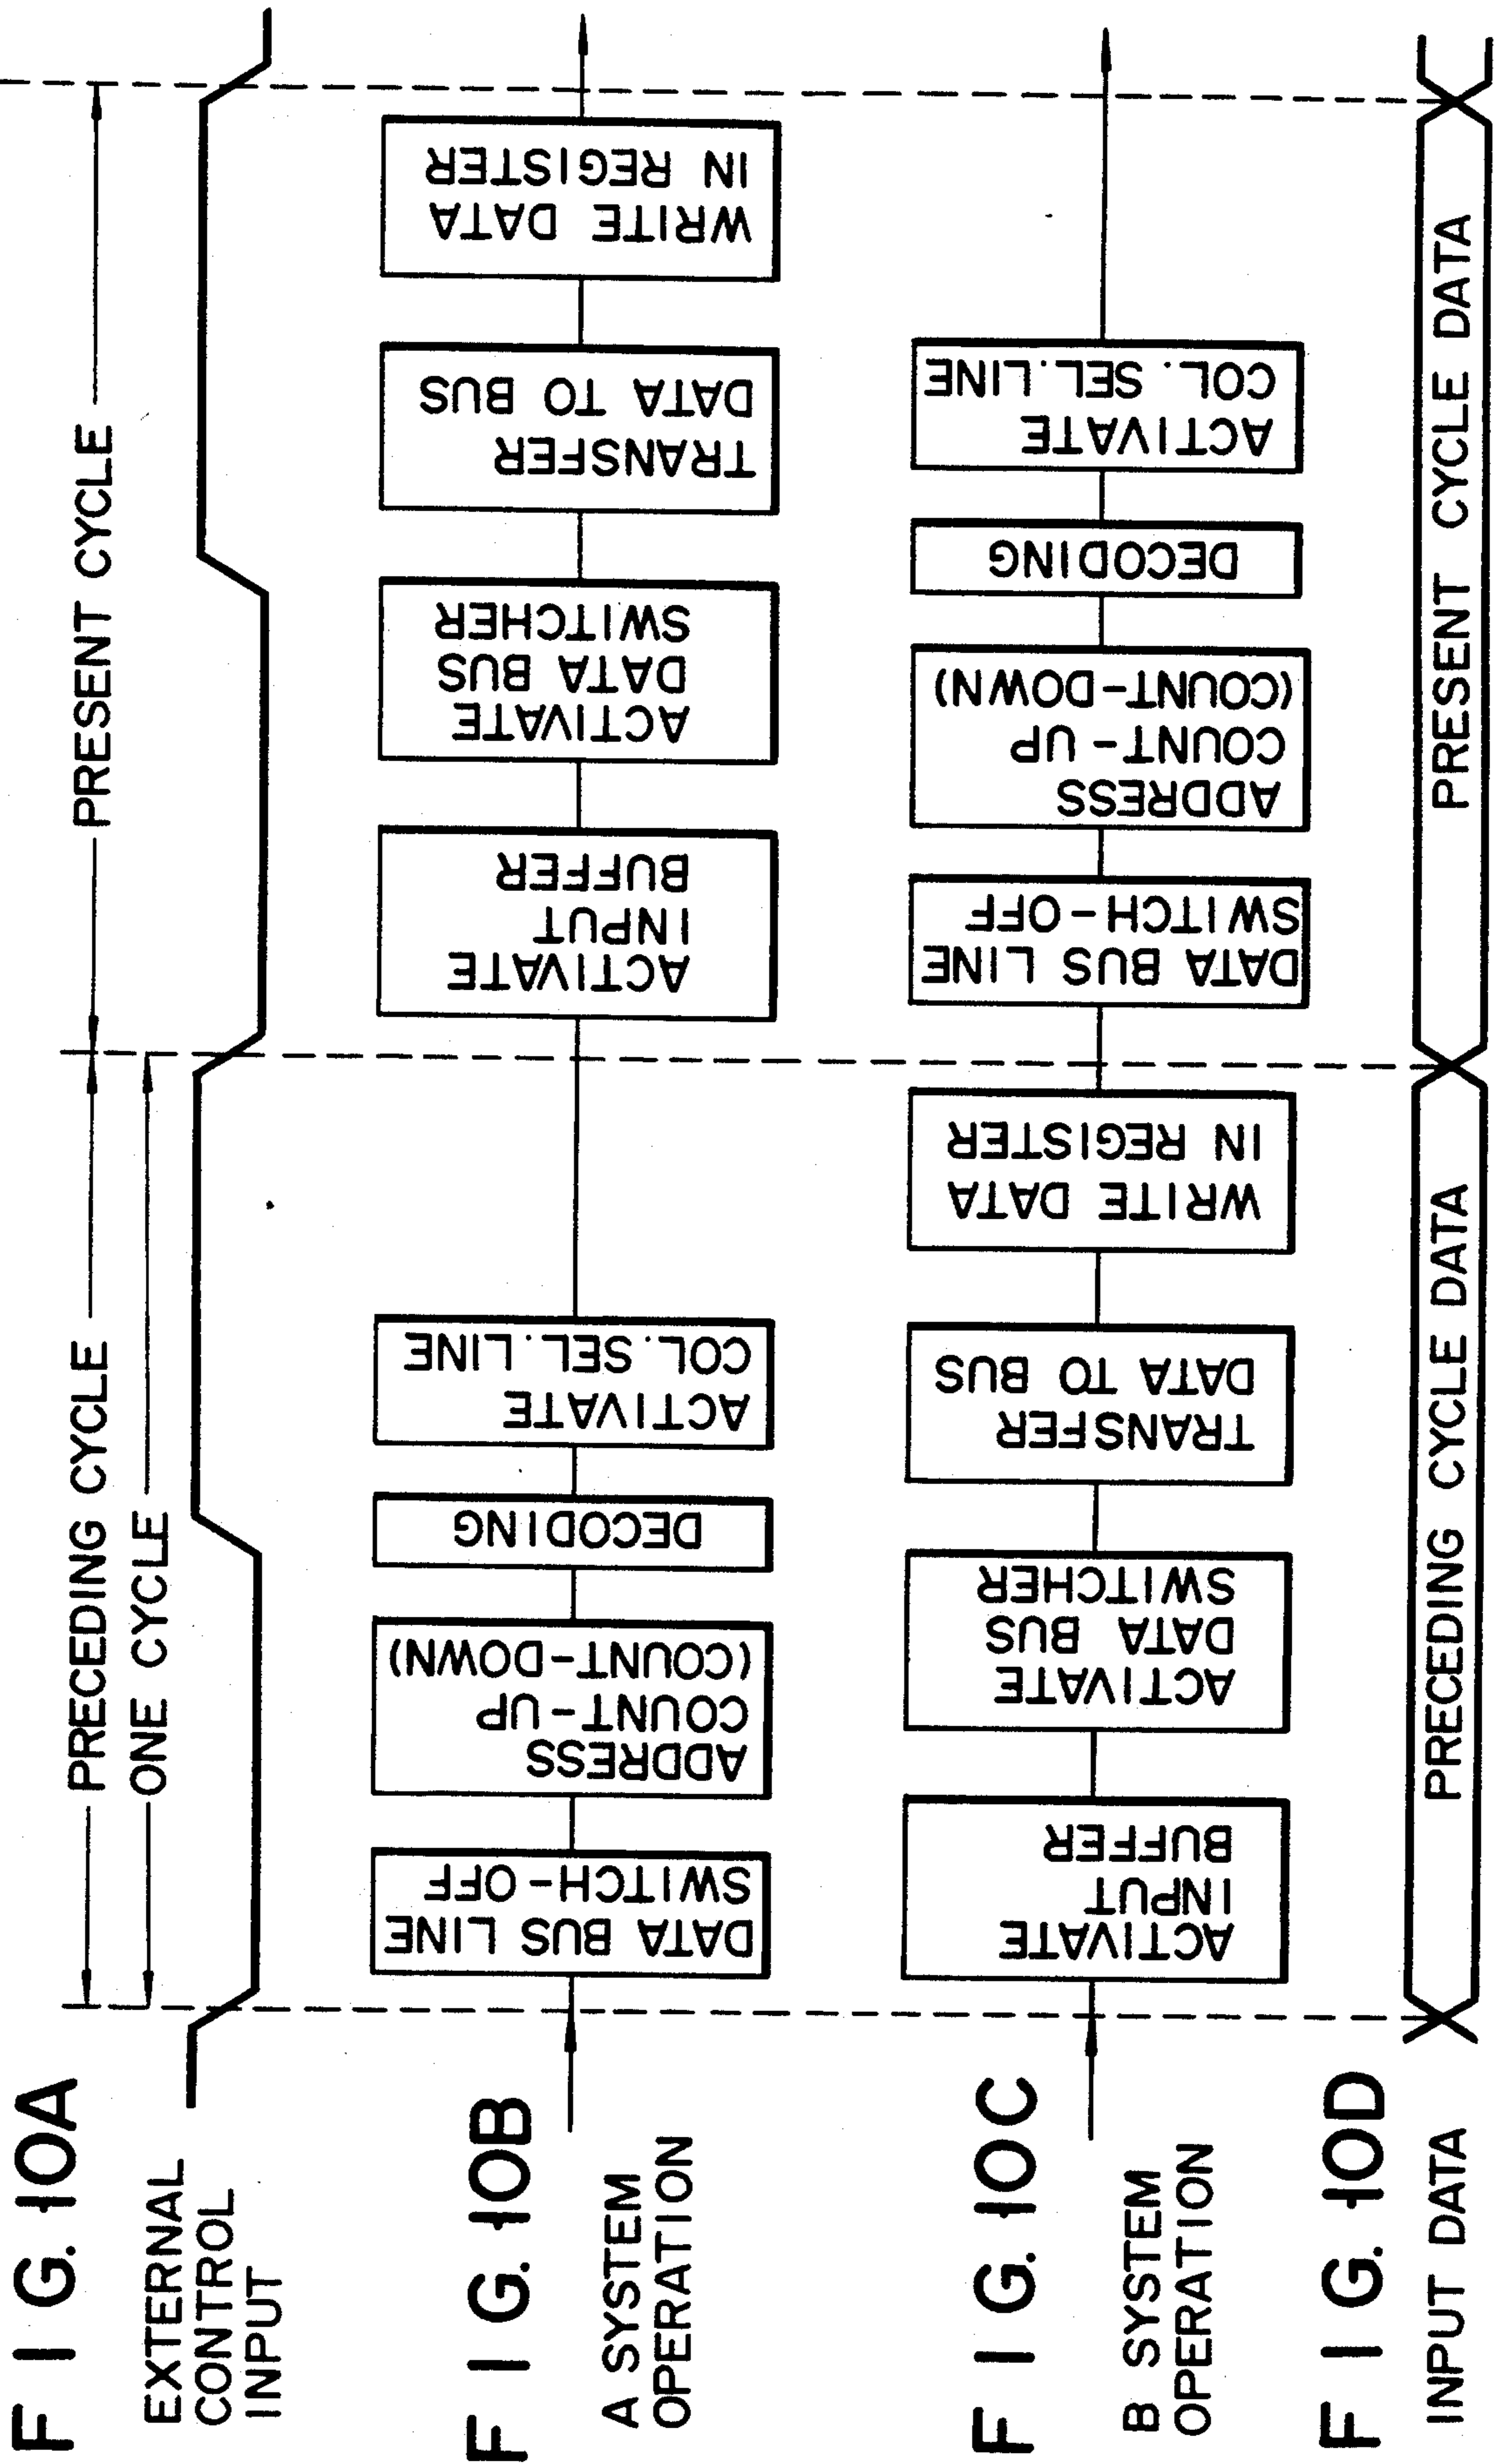 FIG. 10A
EXTERNAL
CONTROL
INPUT
PRECEDING CYCLE
PRESENT CYCLE
ONE CYCLE
FIG. 10B
A SYSTEM
OPERATION
DATA BUS LINE
SWITCH-OFF
ADDRESS
COUNT-UP
(COUNT-DOWN)
DECODING
ACTIVATE
COL. SEL. LINE
ACTIVATE
INPUT
BUFFER
ACTIVATE
DATA BUS
SWITCHER
TRANSFER
DATA TO BUS
WRITE DATA
IN REGISTER
FIG. 10C
B SYSTEM
OPERATION
ACTIVATE
INPUT
BUFFER
ACTIVATE
DATA BUS
SWITCHER
TRANSFER
DATA TO BUS
WRITE DATA
IN REGISTER
DATA BUS LINE
SWITCH-OFF
ADDRESS
COUNT-UP
(COUNT-DOWN)
DECODING
ACTIVATE
COL. SEL. LINE
FIG. 10D
INPUT DATA
PRECEDING CYCLE DATA
PRESENT CYCLE DATA